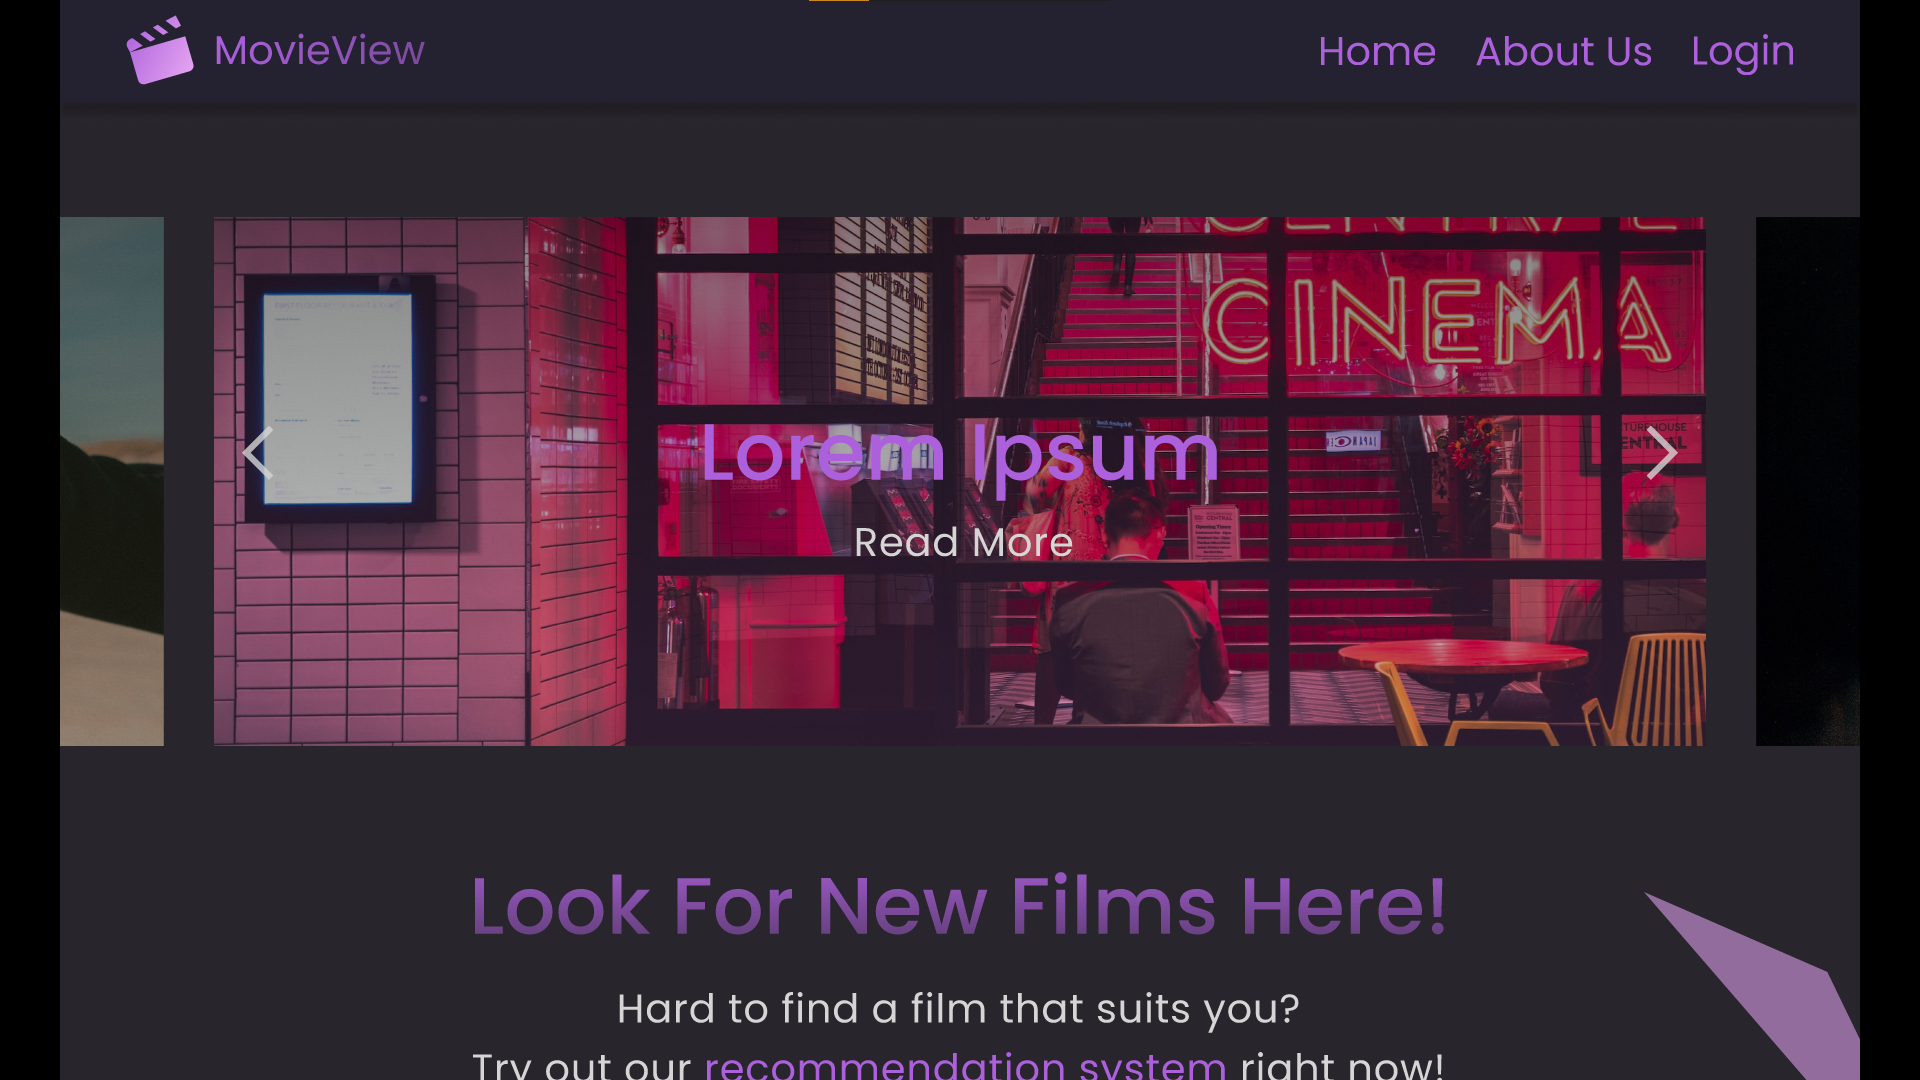 MovieView
Home About Us Login
CINEMA
Lorem Ipsum
Read More
Look For New Films Here!
Hard to find a film that suits you?
Try out our recommendation system right now!